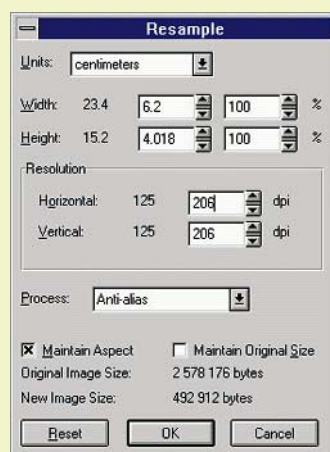 Resample
Units: centimeters
Width: 23.4 6.2 100 %
Height: 15.2 4.018 100 %
Resolution
Horizontal: 125 206 dpi
Vertical: 125 206 dpi
Process: Anti-alias
Maintain Aspect Maintain Original Size
Original Image Size: 2 578 176 bytes
New Image Size: 492 912 bytes
Reset OK Cancel